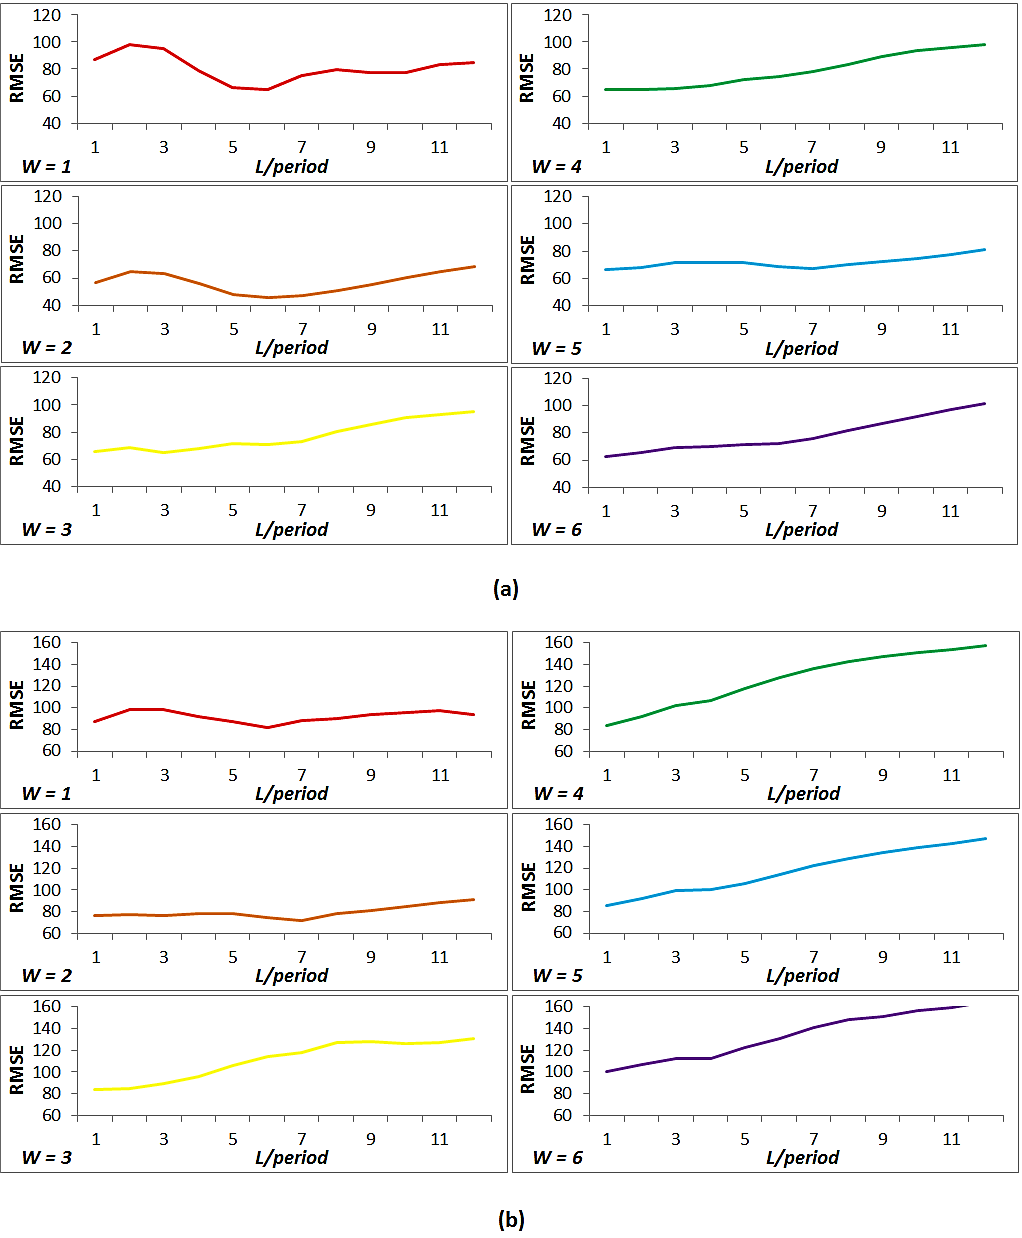 120
100
80
60
40
RMSE
1 3 5 7 9 11
W = 1 L/period
120
100
80
60
40
RMSE
1 3 5 7 9 11
W = 4 L/period
120
100
80
60
40
RMSE
1 3 5 7 9 11
W = 2 L/period
120
100
80
60
40
RMSE
1 3 5 7 9 11
W = 5 L/period
120
100
80
60
40
RMSE
1 3 5 7 9 11
W = 3 L/period
120
100
80
60
40
RMSE
1 3 5 7 9 11
W = 6 L/period
(a)
160
140
120
100
80
60
RMSE
1 3 5 7 9 11
W = 1 L/period
160
140
120
100
80
60
RMSE
1 3 5 7 9 11
W = 4 L/period
160
140
120
100
80
60
RMSE
1 3 5 7 9 11
W = 2 L/period
160
140
120
100
80
60
RMSE
1 3 5 7 9 11
W = 5 L/period
160
140
120
100
80
60
RMSE
1 3 5 7 9 11
W = 3 L/period
160
140
120
100
80
60
RMSE
1 3 5 7 9 11
W = 6 L/period
(b)